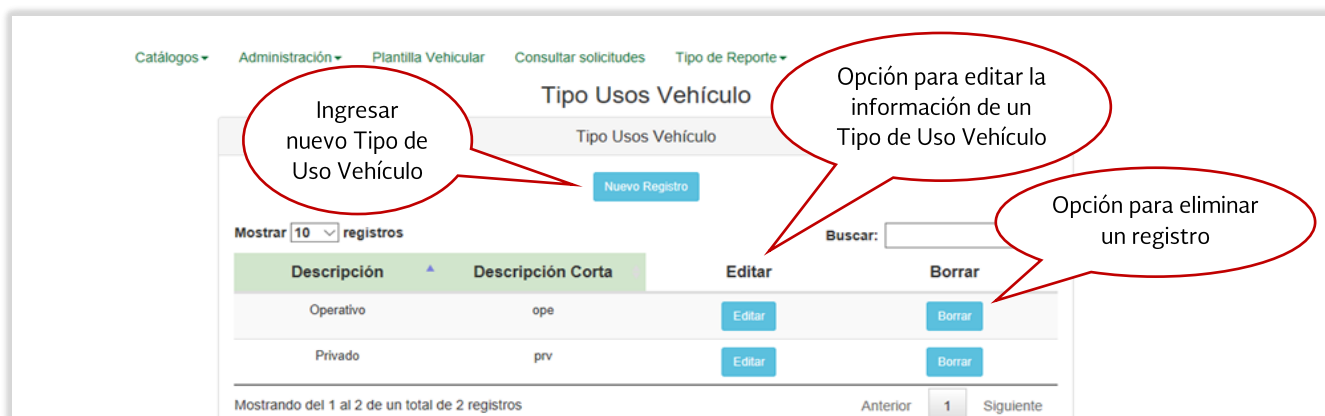 Catálogos Administración Plantilla Vehicular Consultar solicitudes Tipo de Reporte
Tipo Usos Vehículo
Opción para editar la
información de un
Tipo de Uso Vehículo
Ingresar
nuevo Tipo de
Uso Vehículo
Tipo Usos Vehículo
Nuevo Registro
Opción para eliminar
un registro
Mostrar 10 registros
Buscar:
Descripción Descripción Corta Editar Borrar
Operativo ope Editar Borrar
Privado prv Editar Borrar
Mostrando del 1 al 2 de un total de 2 registros
Anterior 1 Siguiente